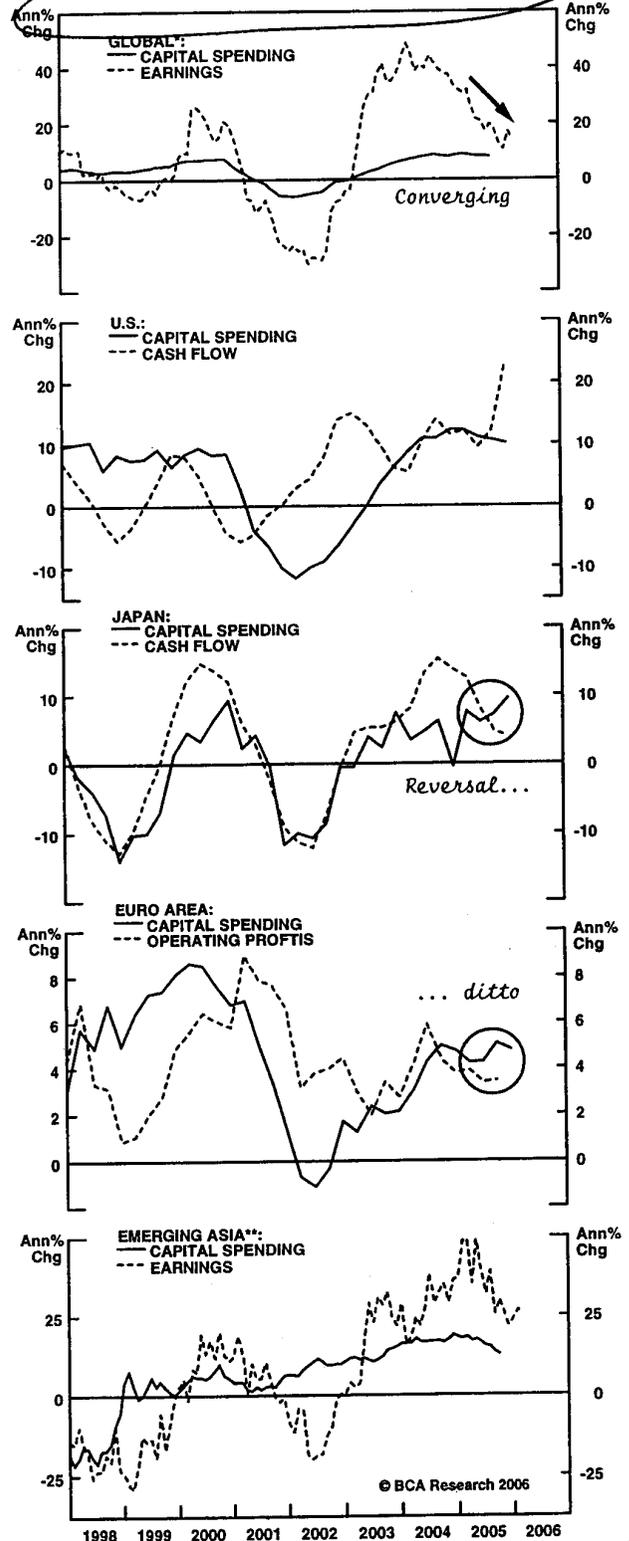 Ann%
Chg
Ann%
Chg
GLOBAL*:
CAPITAL SPENDING
EARNINGS
40
40
20
20
0
0
Converging
-20
-20
Ann%
Chg
Ann%
Chg
U.S.:
CAPITAL SPENDING
CASH FLOW
20
20
10
10
0
0
-10
-10
Ann%
Chg
Ann%
Chg
JAPAN:
CAPITAL SPENDING
CASH FLOW
10
10
0
0
Reversal...
-10
-10
Ann%
Chg
Ann%
Chg
EURO AREA:
CAPITAL SPENDING
OPERATING PROFTIS
8
8
... ditto
6
6
4
4
2
2
0
0
Ann%
Chg
Ann%
Chg
EMERGING ASIA**:
CAPITAL SPENDING
EARNINGS
25
25
0
0
-25
-25
© BCA Research 2006
1998 1999 2000 2001 2002 2003 2004 2005 2006